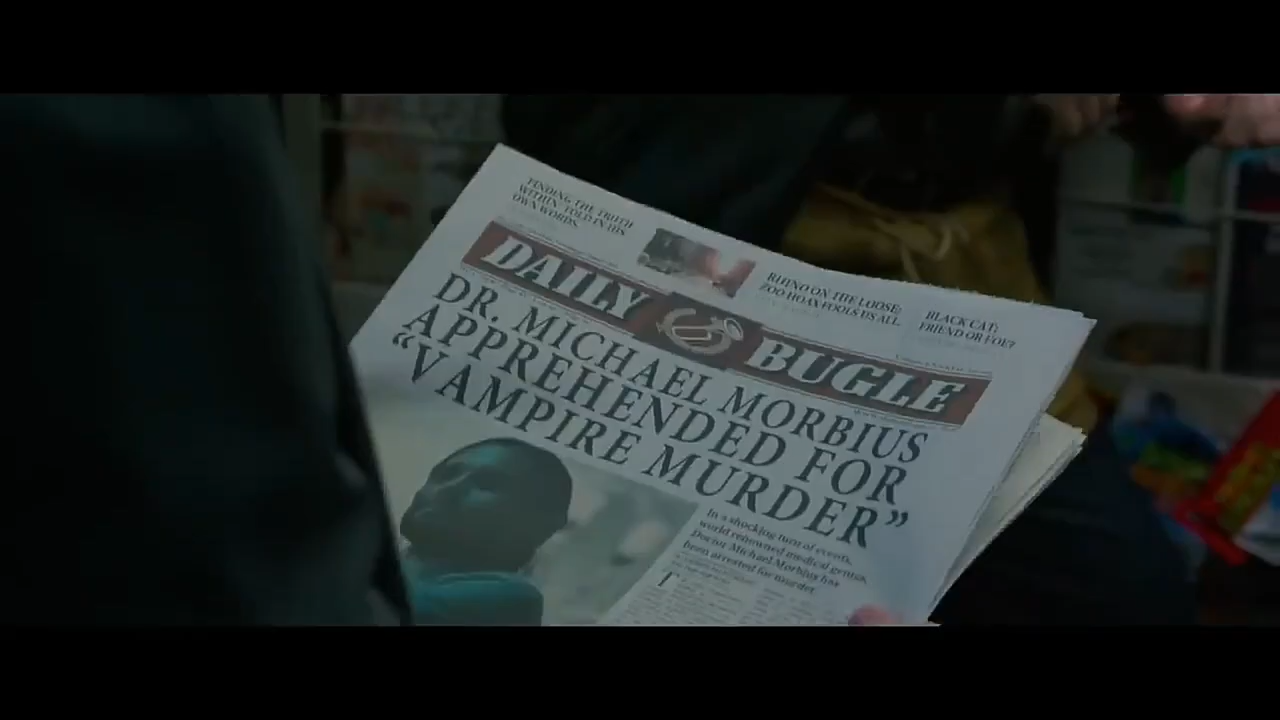 FINDING THE TRUTH
WITHIN: TOLD IN HIS
OWN WORDS.
RHINO ON THE LOOSE:
ZOO HOAX FOOLS US ALL.
BLACK CAT:
FRIEND OR FOE?
DAILY BUGLE
DR. MICHAEL MORBIUS
APPREHENDED FOR
“VAMPIRE MURDER”
In a shocking turn of events,
world renowned medical genius,
Doctor Michael Morbius has
been arrested for murder